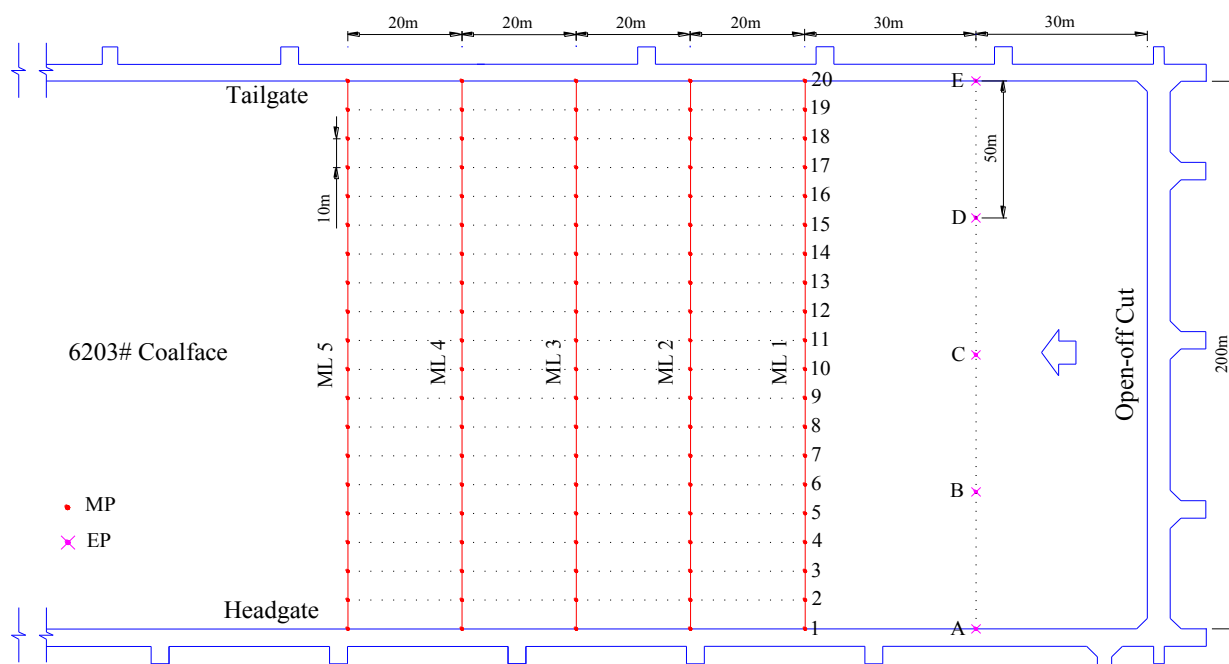 20m
20m
20m
20m
30m
30m
Tailgate
20
19
18
17
16
15
14
13
12
11
10
9
8
7
6
5
4
3
2
1
E
D
C
B
A
50m
10m
6203# Coalface
ML 5
ML 4
ML 3
ML 2
ML 1
Open-off Cut
200m
MP
EP
Headgate